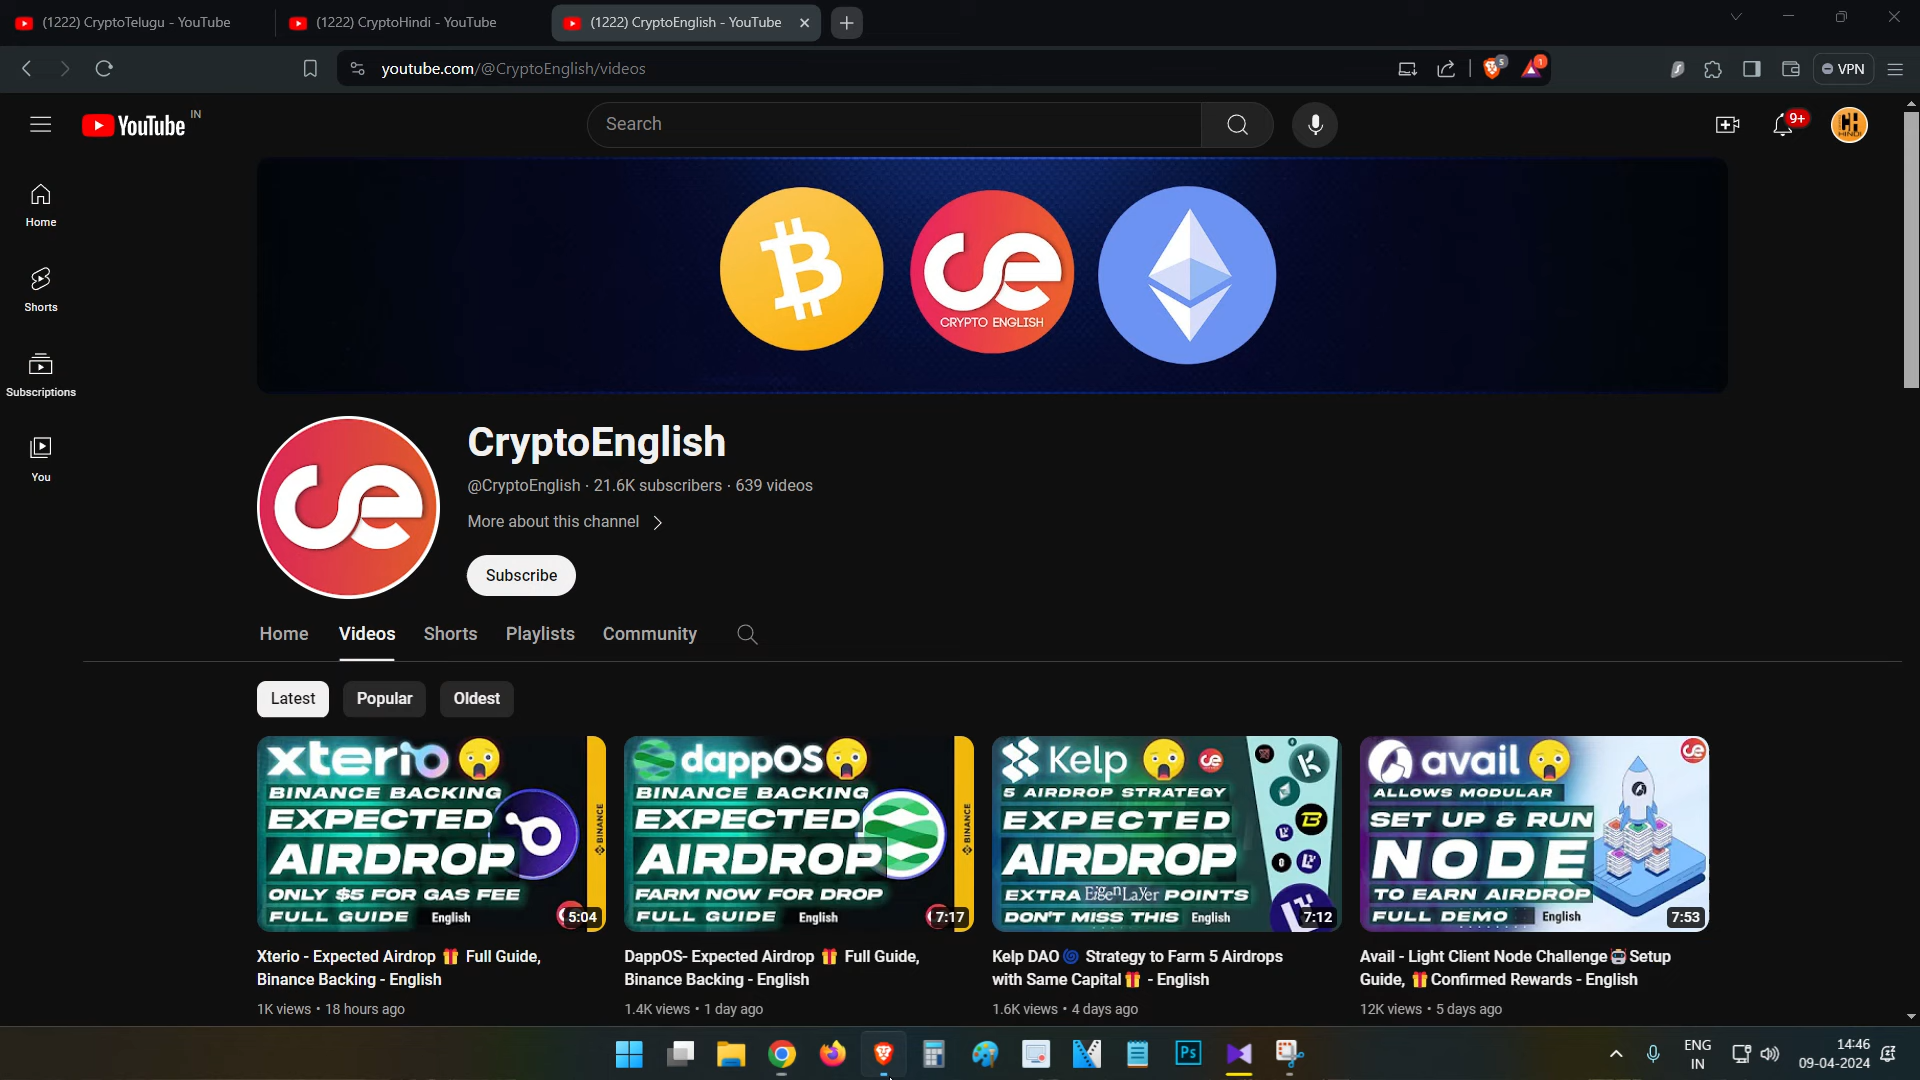 (1222) CryptoTelugu - YouTube
(1222) CryptoHindi - YouTube
(1222) CryptoEnglish - YouTube
youtube.com/@CryptoEnglish/videos
5
1
VPN
YouTube IN
Search
9+
CH
HINDI
Home
Shorts
Subscriptions
You
CRYPTO ENGLISH
CryptoEnglish
@CryptoEnglish · 21.6K subscribers · 639 videos
More about this channel
Subscribe
Home Videos Shorts Playlists Community
Latest Popular Oldest
xterio
BINANCE BACKING
EXPECTED
AIRDROP
ONLY $5 FOR GAS FEE
FULL GUIDE English
BINANCE
5:04
Xterio - Expected Airdrop 🎁 Full Guide,
Binance Backing - English
1K views • 18 hours ago
dappOS
BINANCE BACKING
EXPECTED
AIRDROP
FARM NOW FOR DROP
FULL GUIDE English
BINANCE
7:17
DappOS- Expected Airdrop 🎁 Full Guide,
Binance Backing - English
1.4K views • 1 day ago
Kelp
5 AIRDROP STRATEGY
EXPECTED
AIRDROP
EXTRA EigenLayer POINTS
DON'T MISS THIS English
7:12
Kelp DAO🌀 Strategy to Farm 5 Airdrops
with Same Capital🎁 - English
1.6K views • 4 days ago
avail
ALLOWS MODULAR
SET UP & RUN
NODE
TO EARN AIRDROP
FULL DEMO English
7:53
Avail - Light Client Node Challenge🤖Setup
Guide, 🎁Confirmed Rewards - English
12K views • 5 days ago
Ps
ENG
IN
14:46
09-04-2024